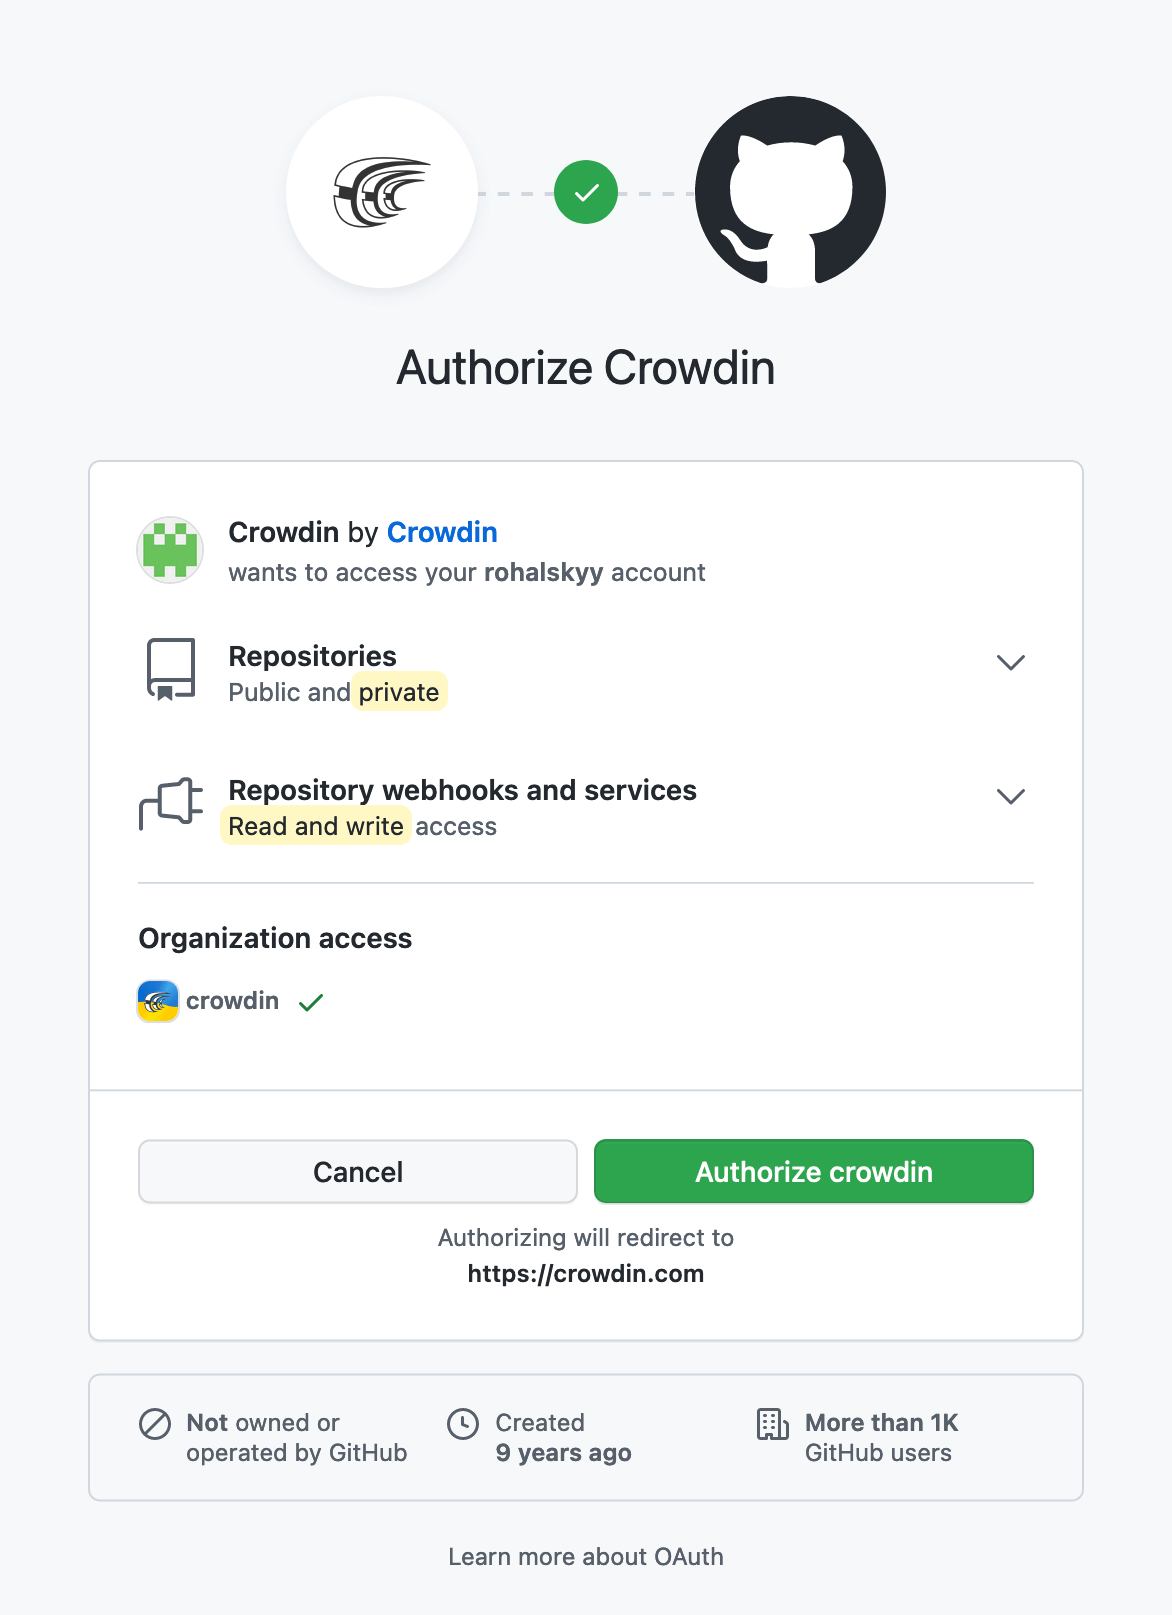 Authorize Crowdin
Crowdin by Crowdin
wants to access your rohalskyy account
Repositories
Public and private
Repository webhooks and services
Read and write access
Organization access
crowdin
Cancel
Authorize crowdin
Authorizing will redirect to
https://crowdin.com
Not owned or
operated by GitHub
Created
9 years ago
More than 1K
GitHub users
Learn more about OAuth